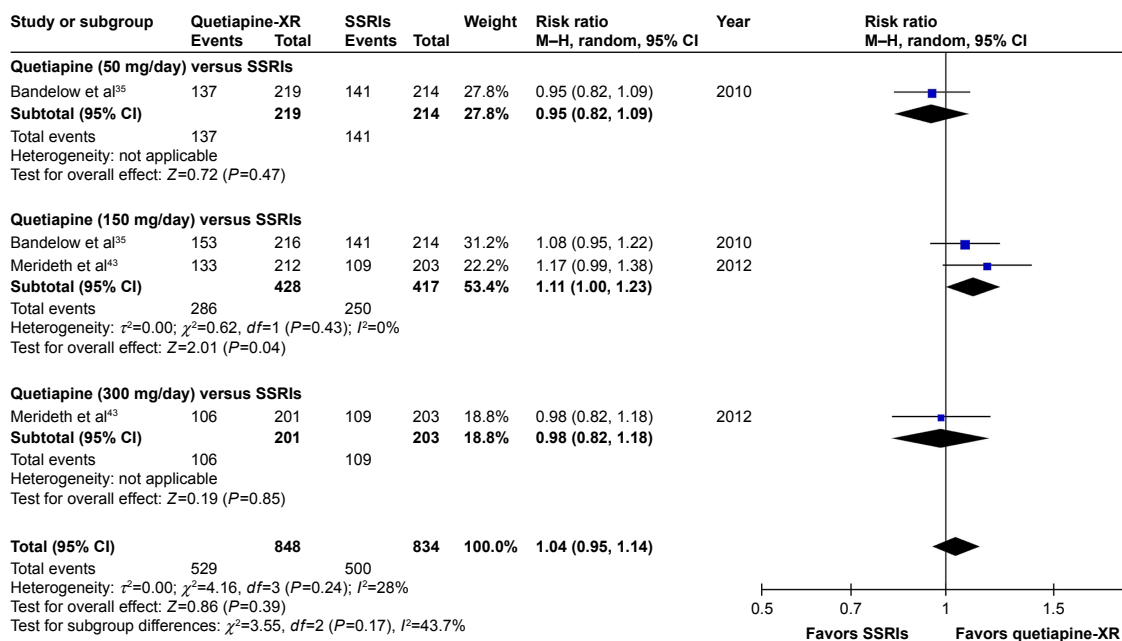 Study or subgroup Quetiapine-XR SSRIs Weight Risk ratio Year Risk ratio
Events Total Events Total M–H, random, 95% CI M–H, random, 95% CI
Quetiapine (50 mg/day) versus SSRIs
Bandelow et al³⁵ 137 219 141 214 27.8% 0.95 (0.82, 1.09) 2010
Subtotal (95% CI) 219 214 27.8% 0.95 (0.82, 1.09)
Total events 137 141
Heterogeneity: not applicable
Test for overall effect: Z=0.72 (P=0.47)
Quetiapine (150 mg/day) versus SSRIs
Bandelow et al³⁵ 153 216 141 214 31.2% 1.08 (0.95, 1.22) 2010
Merideth et al⁴³ 133 212 109 203 22.2% 1.17 (0.99, 1.38) 2012
Subtotal (95% CI) 428 417 53.4% 1.11 (1.00, 1.23)
Total events 286 250
Heterogeneity: τ²=0.00; χ²=0.62, df=1 (P=0.43); I²=0%
Test for overall effect: Z=2.01 (P=0.04)
Quetiapine (300 mg/day) versus SSRIs
Merideth et al⁴³ 106 201 109 203 18.8% 0.98 (0.82, 1.18) 2012
Subtotal (95% CI) 201 203 18.8% 0.98 (0.82, 1.18)
Total events 106 109
Heterogeneity: not applicable
Test for overall effect: Z=0.19 (P=0.85)
Total (95% CI) 848 834 100.0% 1.04 (0.95, 1.14)
Total events 529 500
Heterogeneity: τ²=0.00; χ²=4.16, df=3 (P=0.24); I²=28%
Test for overall effect: Z=0.86 (P=0.39)
Test for subgroup differences: χ²=3.55, df=2 (P=0.17), I²=43.7%
0.5 0.7 1 1.5
Favors SSRIs Favors quetiapine-XR